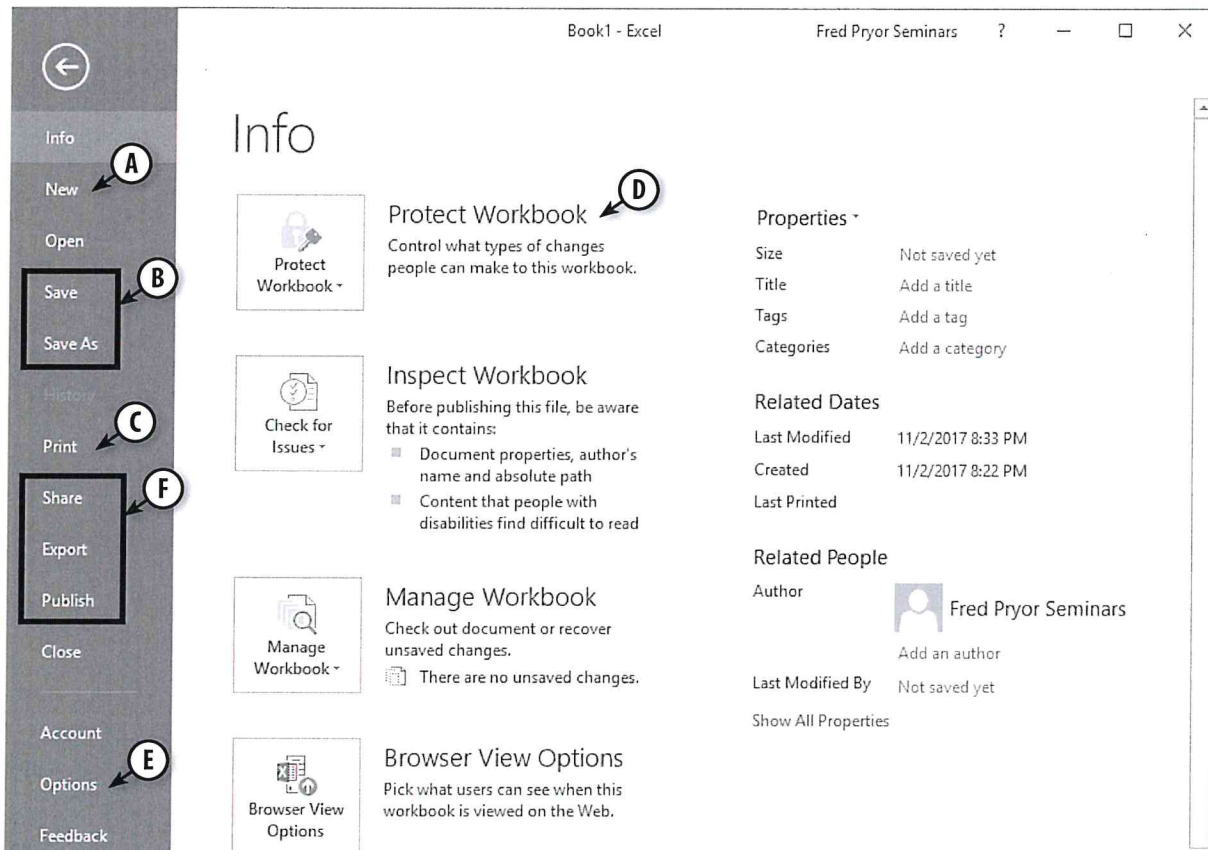 Book1 - Excel
Fred Pryor Seminars
?
Info
New
A
Open
Save
B
Save As
History
Print
C
Share
F
Export
Publish
Close
Account
Options
E
Feedback
Info
Protect
Workbook
Protect Workbook
D
Control what types of changes
people can make to this workbook.
Check for
Issues
Inspect Workbook
Before publishing this file, be aware
that it contains:
Document properties, author's
name and absolute path
Content that people with
disabilities find difficult to read
Manage
Workbook
Manage Workbook
Check out document or recover
unsaved changes.
There are no unsaved changes.
Browser View
Options
Browser View Options
Pick what users can see when this
workbook is viewed on the Web.
Properties
Size Not saved yet
Title Add a title
Tags Add a tag
Categories Add a category
Related Dates
Last Modified 11/2/2017 8:33 PM
Created 11/2/2017 8:22 PM
Last Printed
Related People
Author Fred Pryor Seminars
Add an author
Last Modified By Not saved yet
Show All Properties